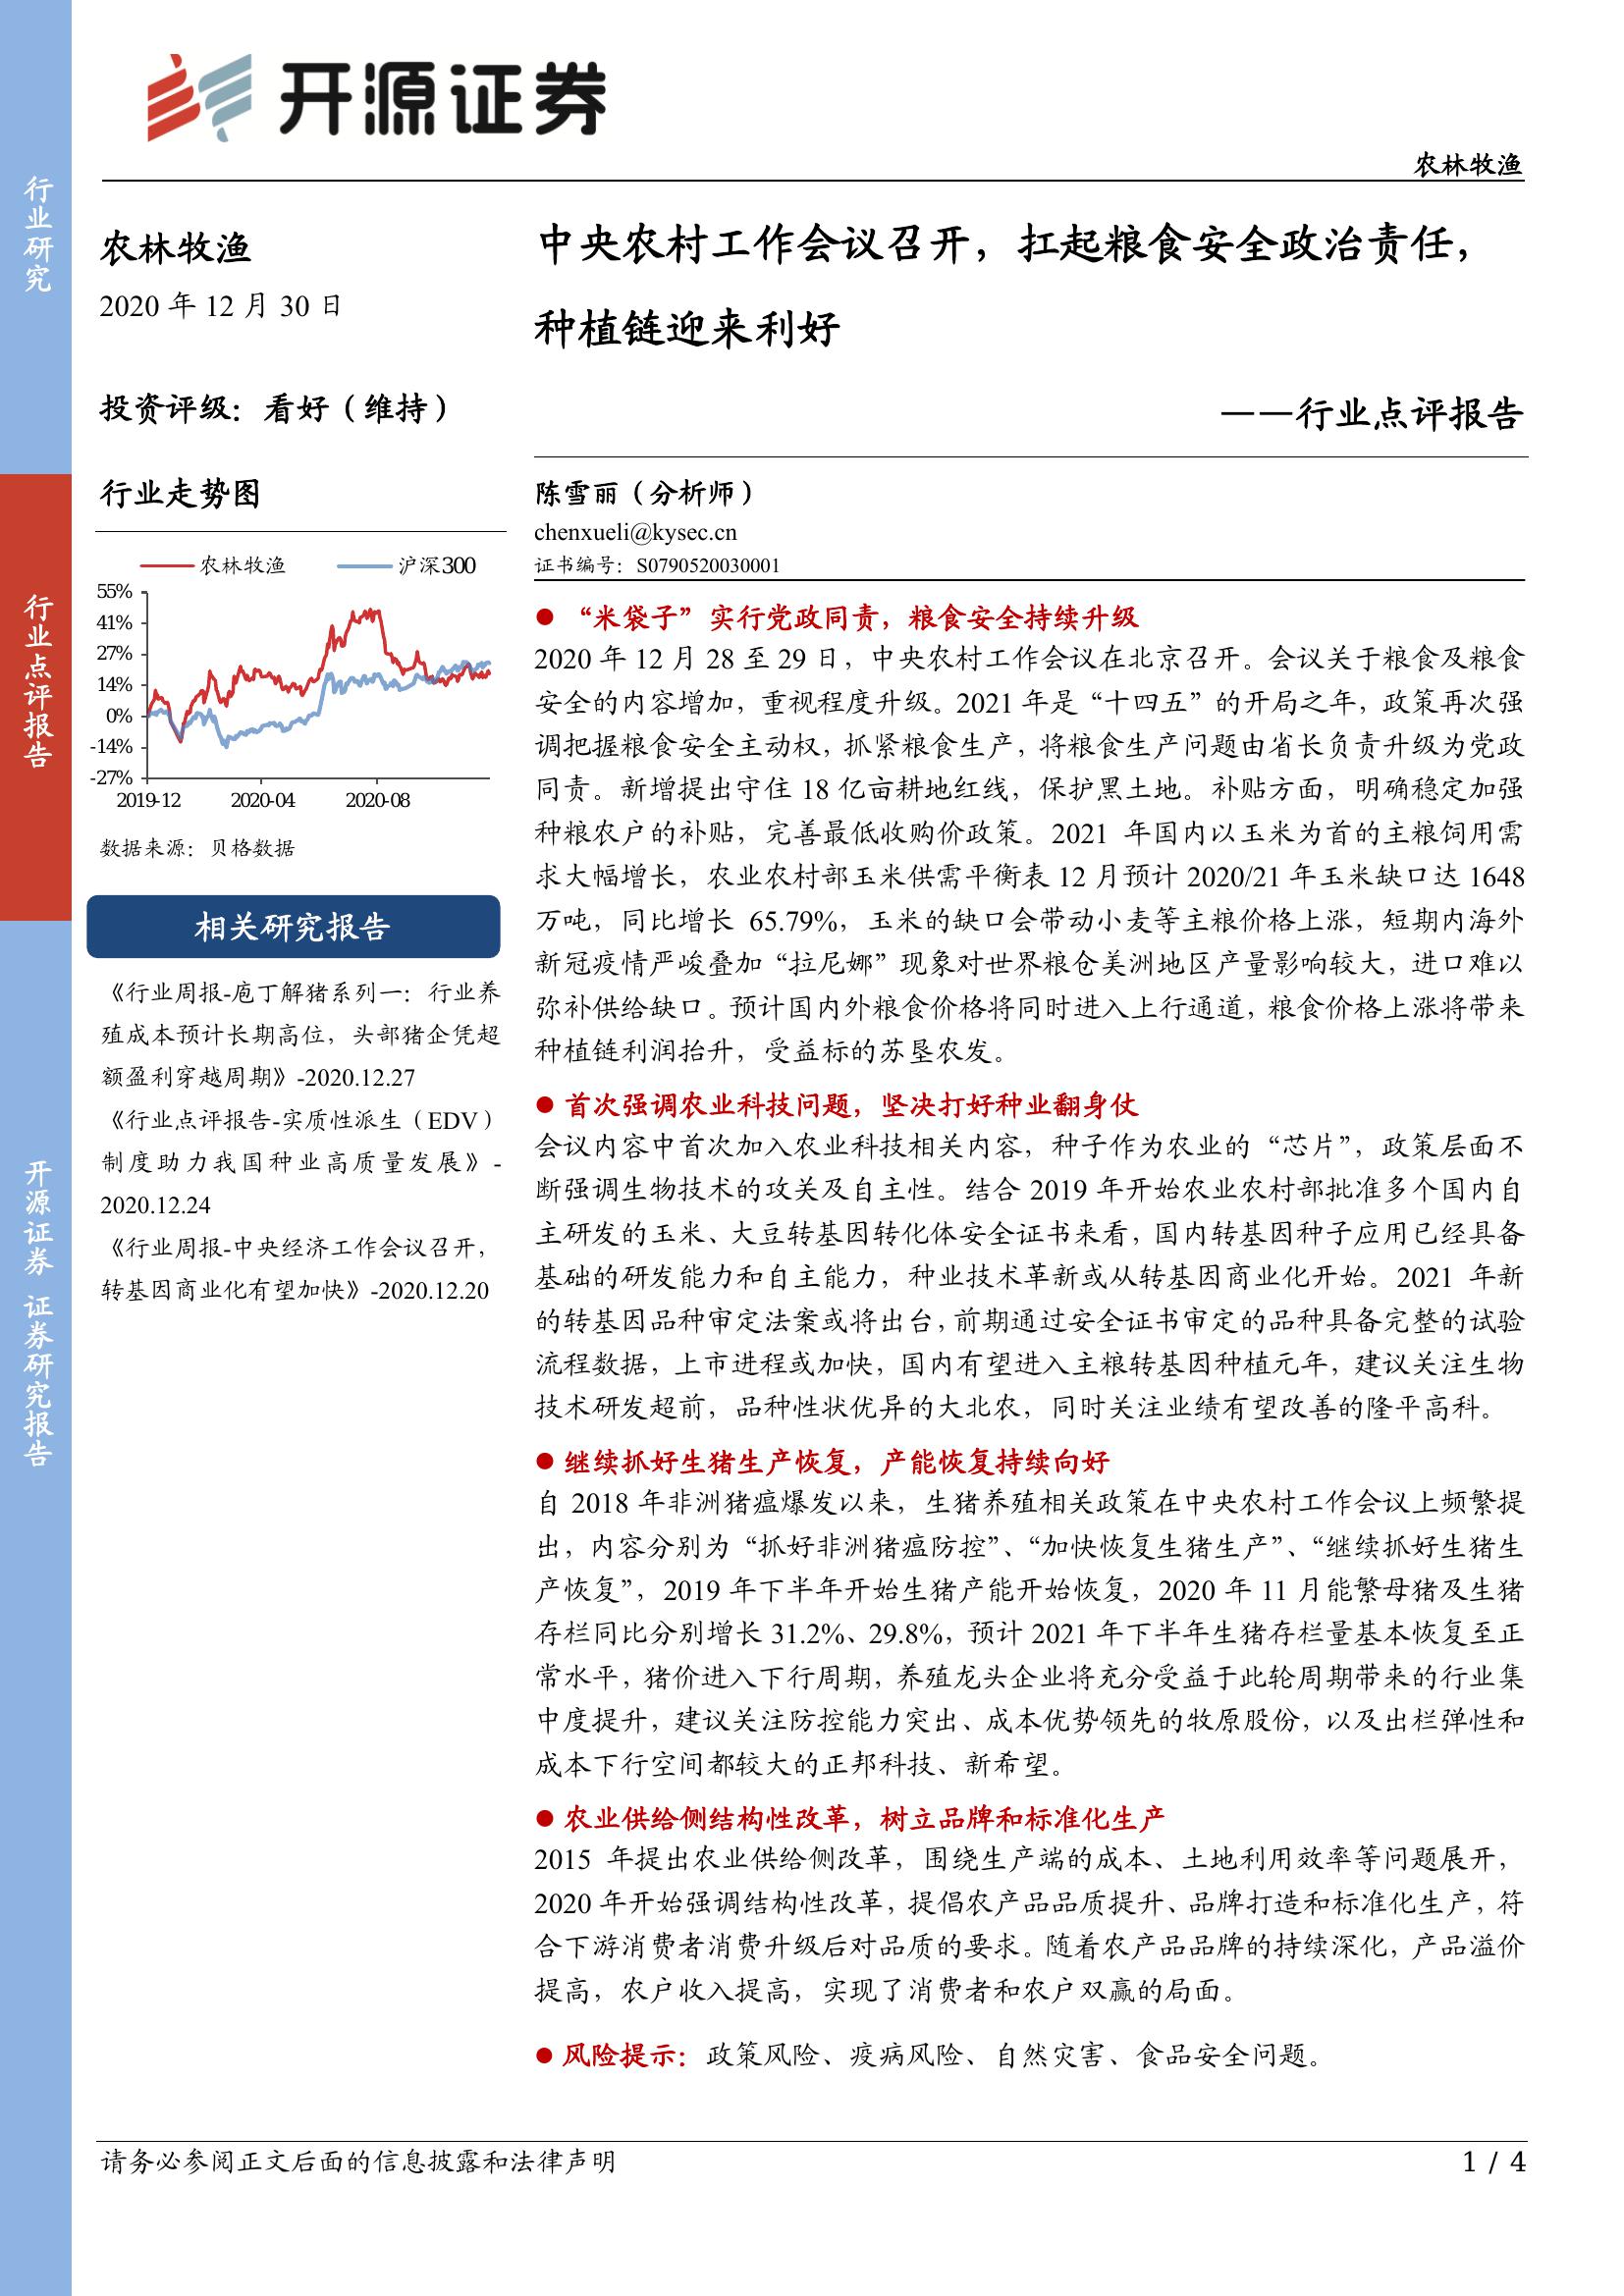 开源证券
农林牧渔
行业研究
行业点评报告
开源证券 证券研究报告
农林牧渔
2020 年 12 月 30 日
投资评级：看好（维持）
行业走势图
农林牧渔 沪深300
55%
41%
27%
14%
0%
-14%
-27%
2019-12 2020-04 2020-08
数据来源：贝格数据
相关研究报告
《行业周报-庖丁解猪系列一：行业养
殖成本预计长期高位，头部猪企凭超
额盈利穿越周期》-2020.12.27
《行业点评报告-实质性派生（EDV）
制度助力我国种业高质量发展》-
2020.12.24
《行业周报-中央经济工作会议召开，
转基因商业化有望加快》-2020.12.20
中央农村工作会议召开，扛起粮食安全政治责任，
种植链迎来利好
——行业点评报告
陈雪丽（分析师）
chenxueli@kysec.cn
证书编号：S0790520030001
● “米袋子”实行党政同责，粮食安全持续升级
2020 年 12 月 28 至 29 日，中央农村工作会议在北京召开。会议关于粮食及粮食
安全的内容增加，重视程度升级。2021 年是“十四五”的开局之年，政策再次强
调把握粮食安全主动权，抓紧粮食生产，将粮食生产问题由省长负责升级为党政
同责。新增提出守住 18 亿亩耕地红线，保护黑土地。补贴方面，明确稳定加强
种粮农户的补贴，完善最低收购价政策。2021 年国内以玉米为首的主粮饲用需
求大幅增长，农业农村部玉米供需平衡表 12 月预计 2020/21 年玉米缺口达 1648
万吨，同比增长 65.79%，玉米的缺口会带动小麦等主粮价格上涨，短期内海外
新冠疫情严峻叠加“拉尼娜”现象对世界粮仓美洲地区产量影响较大，进口难以
弥补供给缺口。预计国内外粮食价格将同时进入上行通道，粮食价格上涨将带来
种植链利润抬升，受益标的苏垦农发。
● 首次强调农业科技问题，坚决打好种业翻身仗
会议内容中首次加入农业科技相关内容，种子作为农业的“芯片”，政策层面不
断强调生物技术的攻关及自主性。结合 2019 年开始农业农村部批准多个国内自
主研发的玉米、大豆转基因转化体安全证书来看，国内转基因种子应用已经具备
基础的研发能力和自主能力，种业技术革新或从转基因商业化开始。2021 年新
的转基因品种审定法案或将出台，前期通过安全证书审定的品种具备完整的试验
流程数据，上市进程或加快，国内有望进入主粮转基因种植元年，建议关注生物
技术研发超前，品种性状优异的大北农，同时关注业绩有望改善的隆平高科。
● 继续抓好生猪生产恢复，产能恢复持续向好
自 2018 年非洲猪瘟爆发以来，生猪养殖相关政策在中央农村工作会议上频繁提
出，内容分别为“抓好非洲猪瘟防控”、“加快恢复生猪生产”、“继续抓好生猪生
产恢复”，2019 年下半年开始生猪产能开始恢复，2020 年 11 月能繁母猪及生猪
存栏同比分别增长 31.2%、29.8%，预计 2021 年下半年生猪存栏量基本恢复至正
常水平，猪价进入下行周期，养殖龙头企业将充分受益于此轮周期带来的行业集
中度提升，建议关注防控能力突出、成本优势领先的牧原股份，以及出栏弹性和
成本下行空间都较大的正邦科技、新希望。
● 农业供给侧结构性改革，树立品牌和标准化生产
2015 年提出农业供给侧改革，围绕生产端的成本、土地利用效率等问题展开，
2020 年开始强调结构性改革，提倡农产品品质提升、品牌打造和标准化生产，符
合下游消费者消费升级后对品质的要求。随着农产品品牌的持续深化，产品溢价
提高，农户收入提高，实现了消费者和农户双赢的局面。
● 风险提示：政策风险、疫病风险、自然灾害、食品安全问题。
请务必参阅正文后面的信息披露和法律声明
1 / 4